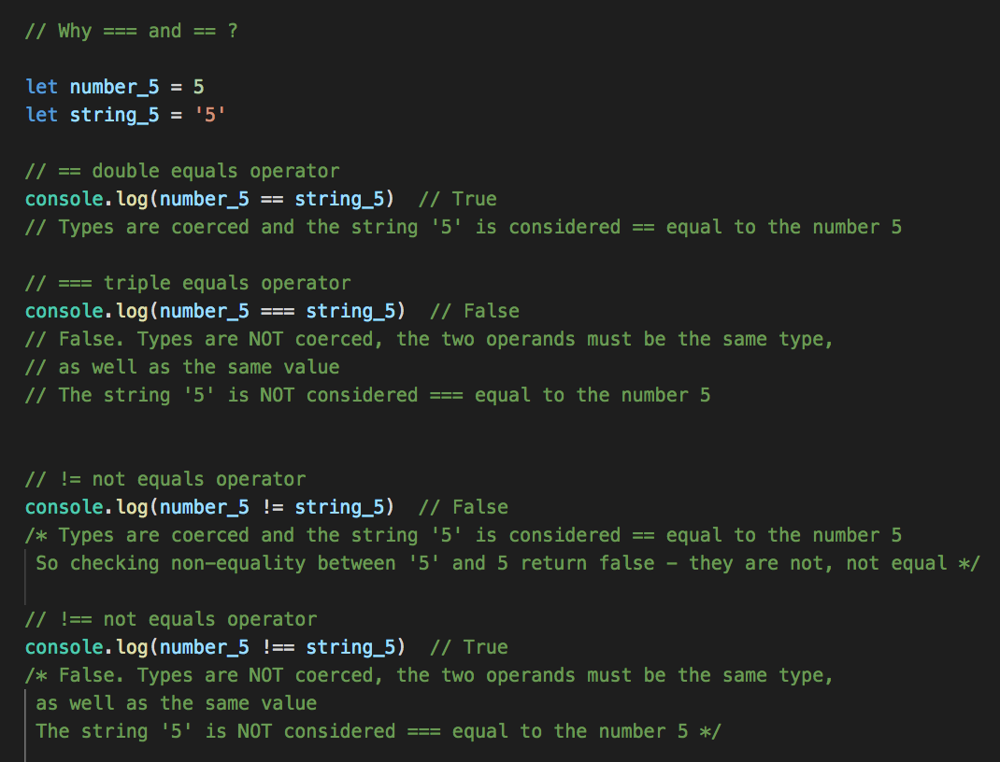 // Why === and == ?
let number_5 = 5
let string_5 = '5'
// == double equals operator
console.log(number_5 == string_5)  // True
// Types are coerced and the string '5' is considered == equal to the number 5
// === triple equals operator
console.log(number_5 === string_5)  // False
// False. Types are NOT coerced, the two operands must be the same type,
// as well as the same value
// The string '5' is NOT considered === equal to the number 5
// != not equals operator
console.log(number_5 != string_5)  // False
/* Types are coerced and the string '5' is considered == equal to the number 5
So checking non-equality between '5' and 5 return false – they are not, not equal */
// !== not equals operator
console.log(number_5 !== string_5)  // True
/* False. Types are NOT coerced, the two operands must be the same type,
as well as the same value
The string '5' is NOT considered === equal to the number 5 */